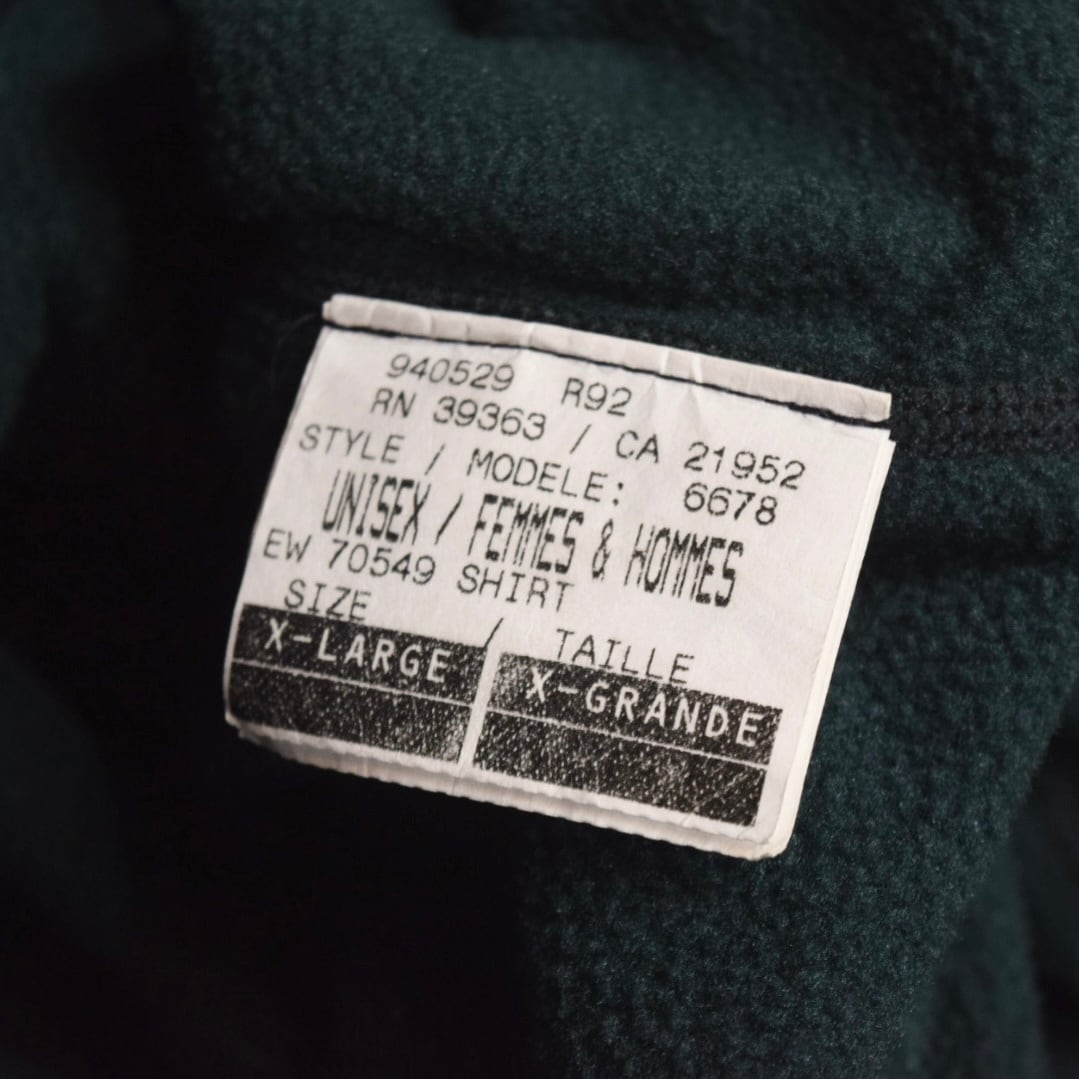 940529 R92
RN 39363 / CA 21952
STYLE / MODELE: 6678
UNISEX / FEMMES & HOMMES
EW 70549 SHIRT
SIZE / TAILLE
X-LARGE X-GRANDE